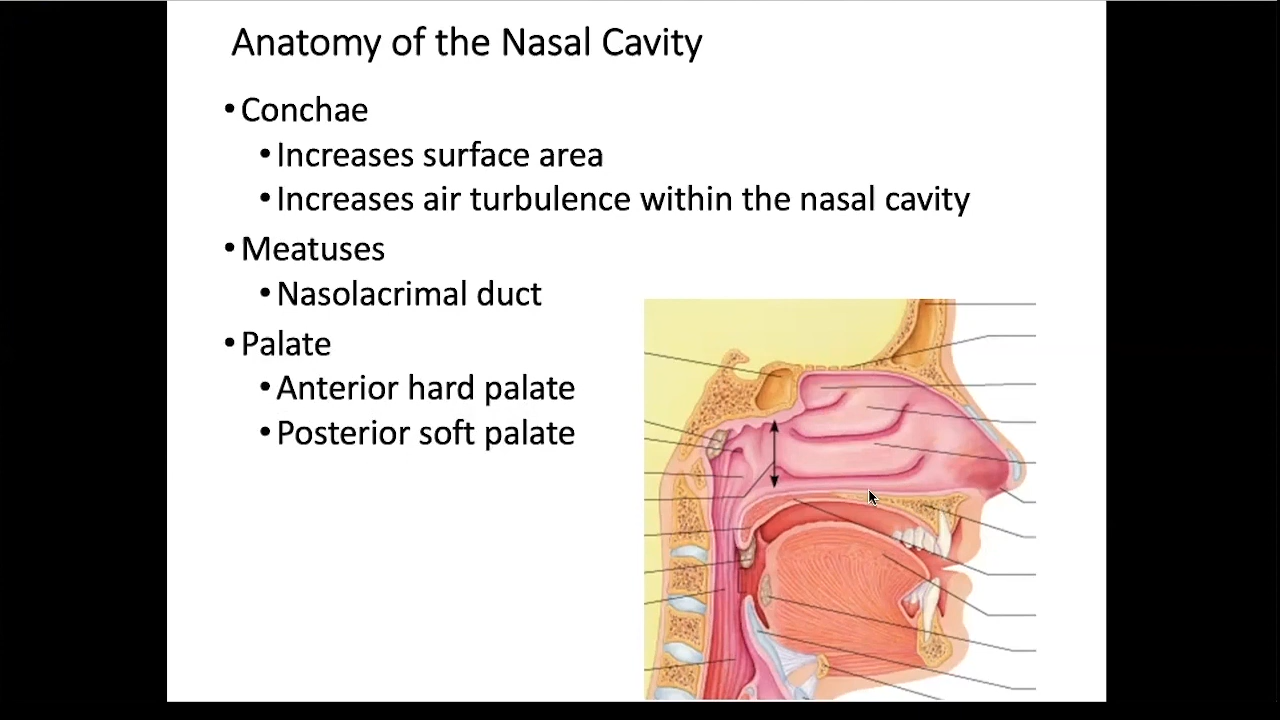 Anatomy of the Nasal Cavity
• Conchae
• Increases surface area
• Increases air turbulence within the nasal cavity
• Meatuses
• Nasolacrimal duct
• Palate
• Anterior hard palate
• Posterior soft palate